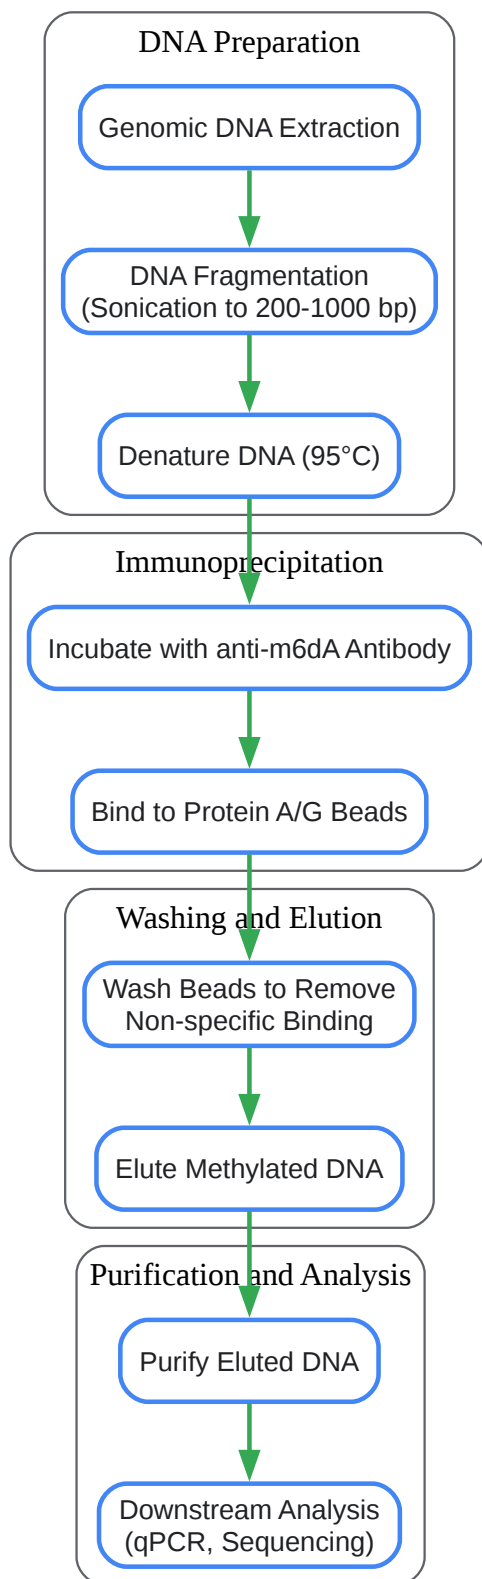 DNA Preparation
Genomic DNA Extraction
DNA Fragmentation
(Sonication to 200-1000 bp)
Denature DNA (95°C)
Immunoprecipitation
Incubate with anti-m6dA Antibody
Bind to Protein A/G Beads
Washing and Elution
Wash Beads to Remove
Non-specific Binding
Elute Methylated DNA
Purification and Analysis
Purify Eluted DNA
Downstream Analysis
(qPCR, Sequencing)